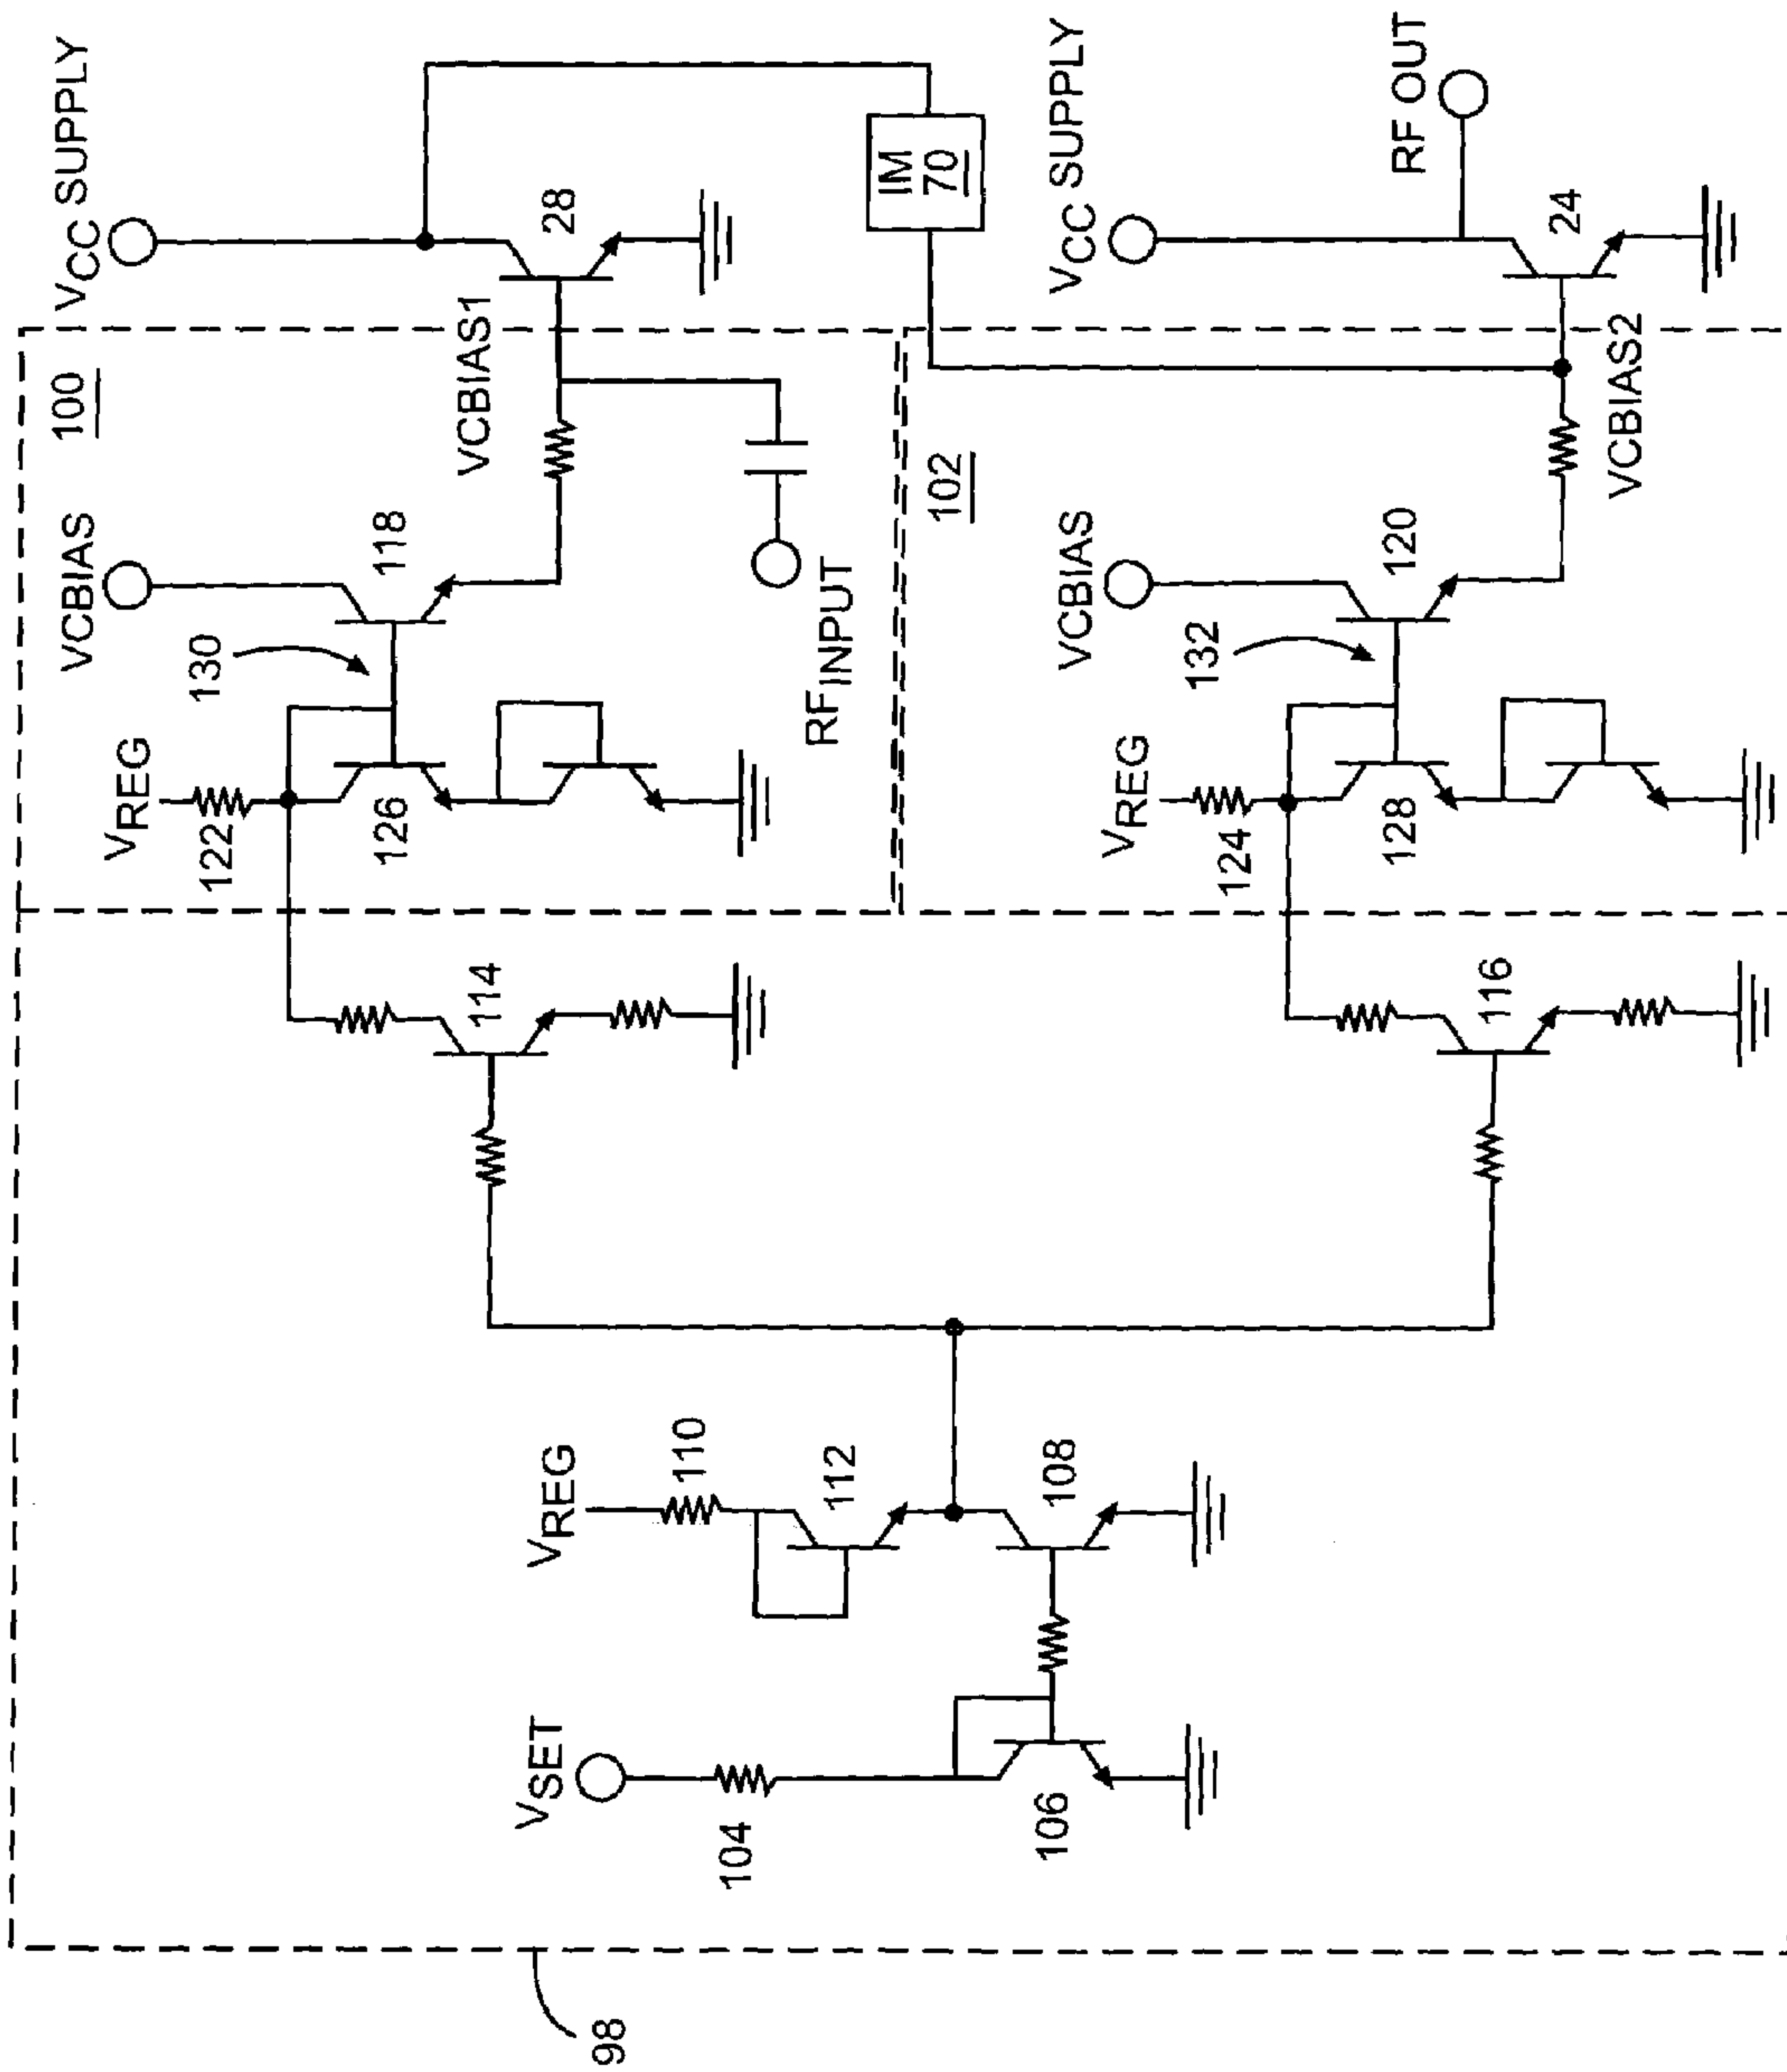 VCC SUPPLY
100
VCBIAS
28
118
VCBIAS1
130
VREG
122
126
RFINPUT
IM
70
102
VCC SUPPLY
RF OUT
24
VCBIAS
120
132
VCBIAS2
VREG
124
128
114
116
VREG
110
112
108
VSET
104
106
98